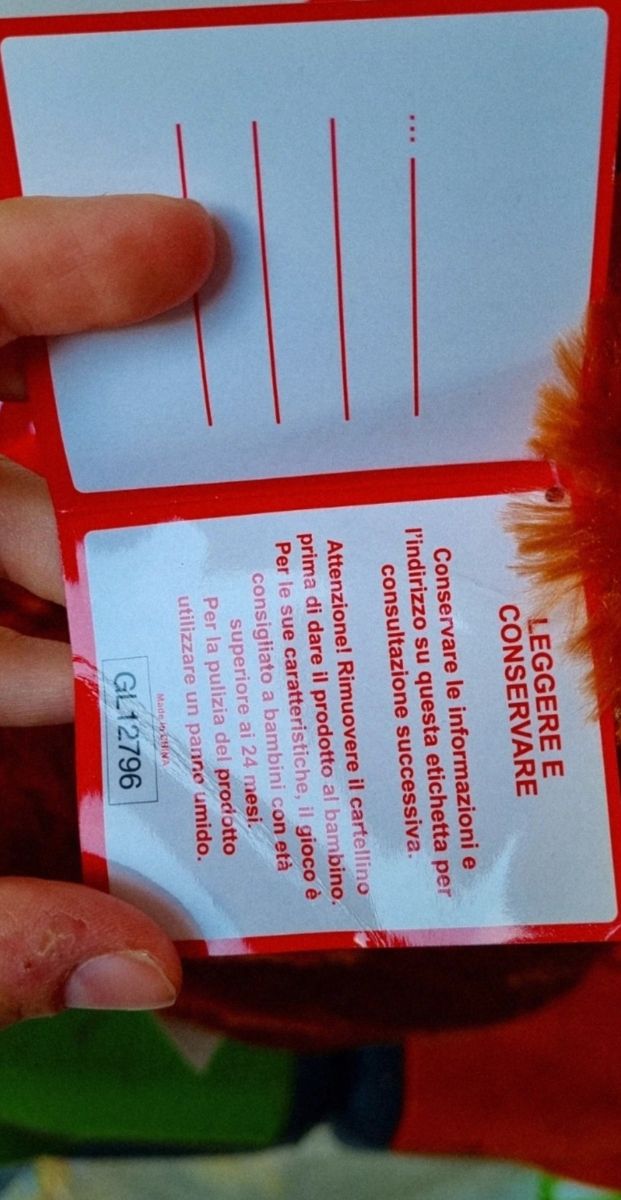 ...
LEGGERE E
CONSERVARE
Conservare le informazioni e
l'indirizzo su questa etichetta per
consultazione successiva.
Attenzione! Rimuovere il cartellino
prima di dare il prodotto al bambino.
Per le sue caratteristiche, il gioco è
consigliato a bambini con età
superiore ai 24 mesi
Per la pulizia del prodotto
utilizzare un panno umido.
Made in CHINA
GL12796